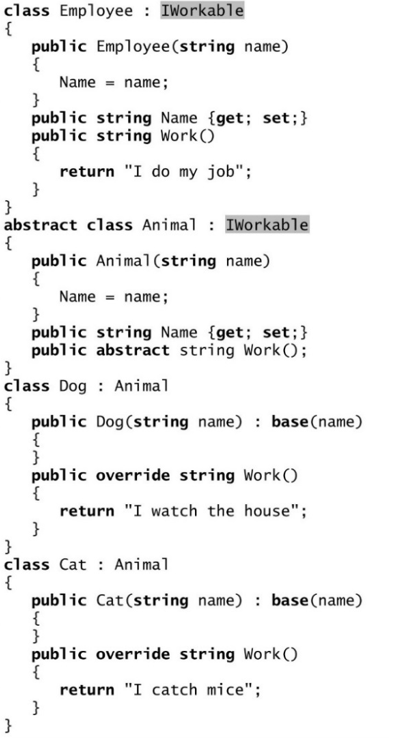 class Employee : IWorkable
{
public Employee(string name)
{
Name = name;
}
public string Name {get; set;}
public string Work()
{
return "I do my job";
}
}
abstract class Animal : IWorkable
{
public Animal(string name)
{
Name = name;
}
public string Name {get; set;}
public abstract string Work();
}
class Dog : Animal
{
public Dog(string name) : base(name)
{
}
public override string Work()
{
return "I watch the house";
}
}
class Cat : Animal
{
public Cat(string name) : base(name)
{
}
public override string Work()
{
return "I catch mice";
}
}